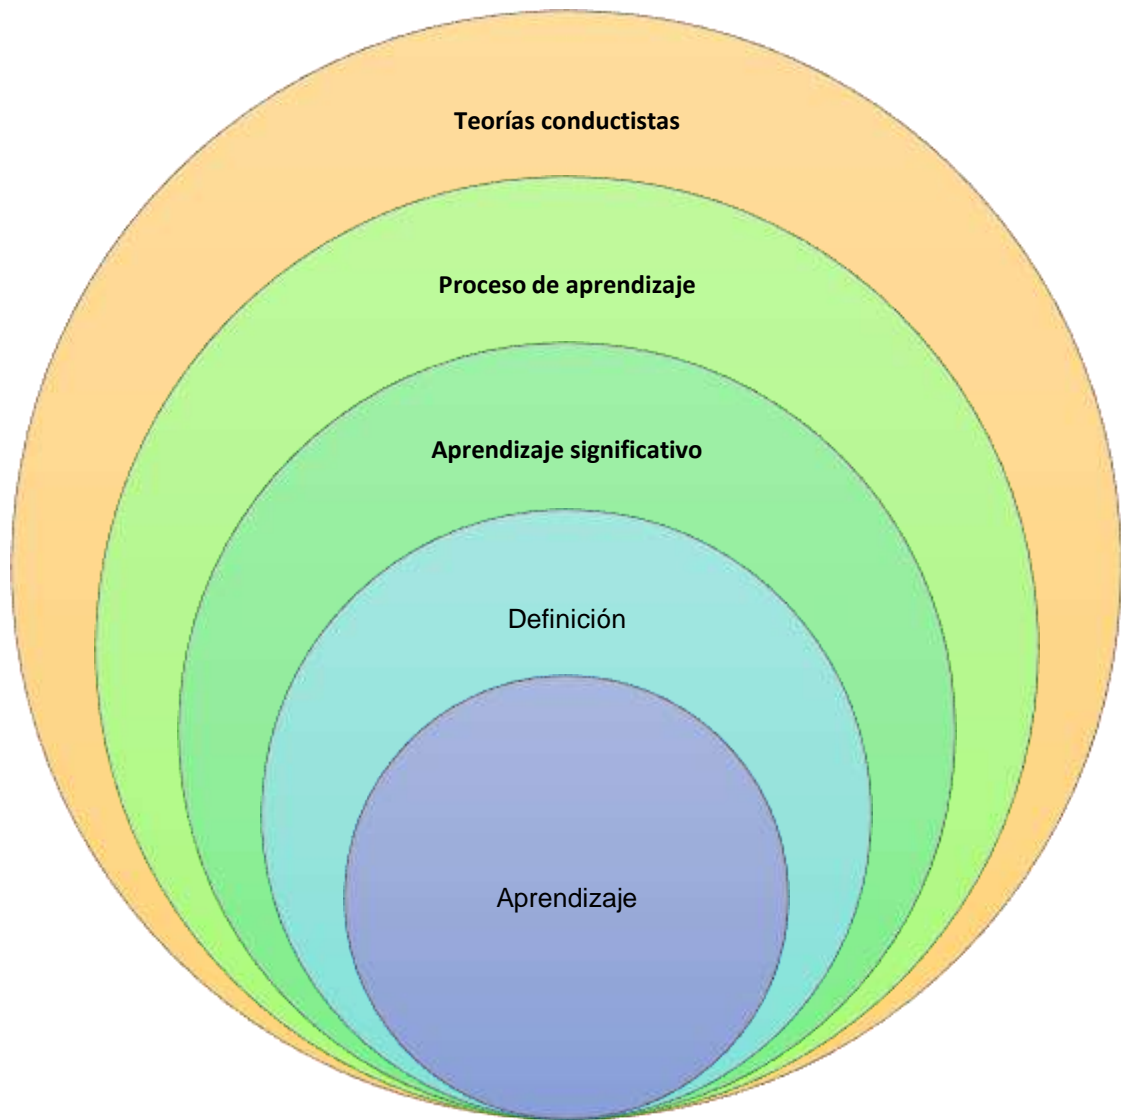 Teorías conductistas
Proceso de aprendizaje
Aprendizaje significativo
Definición
Aprendizaje